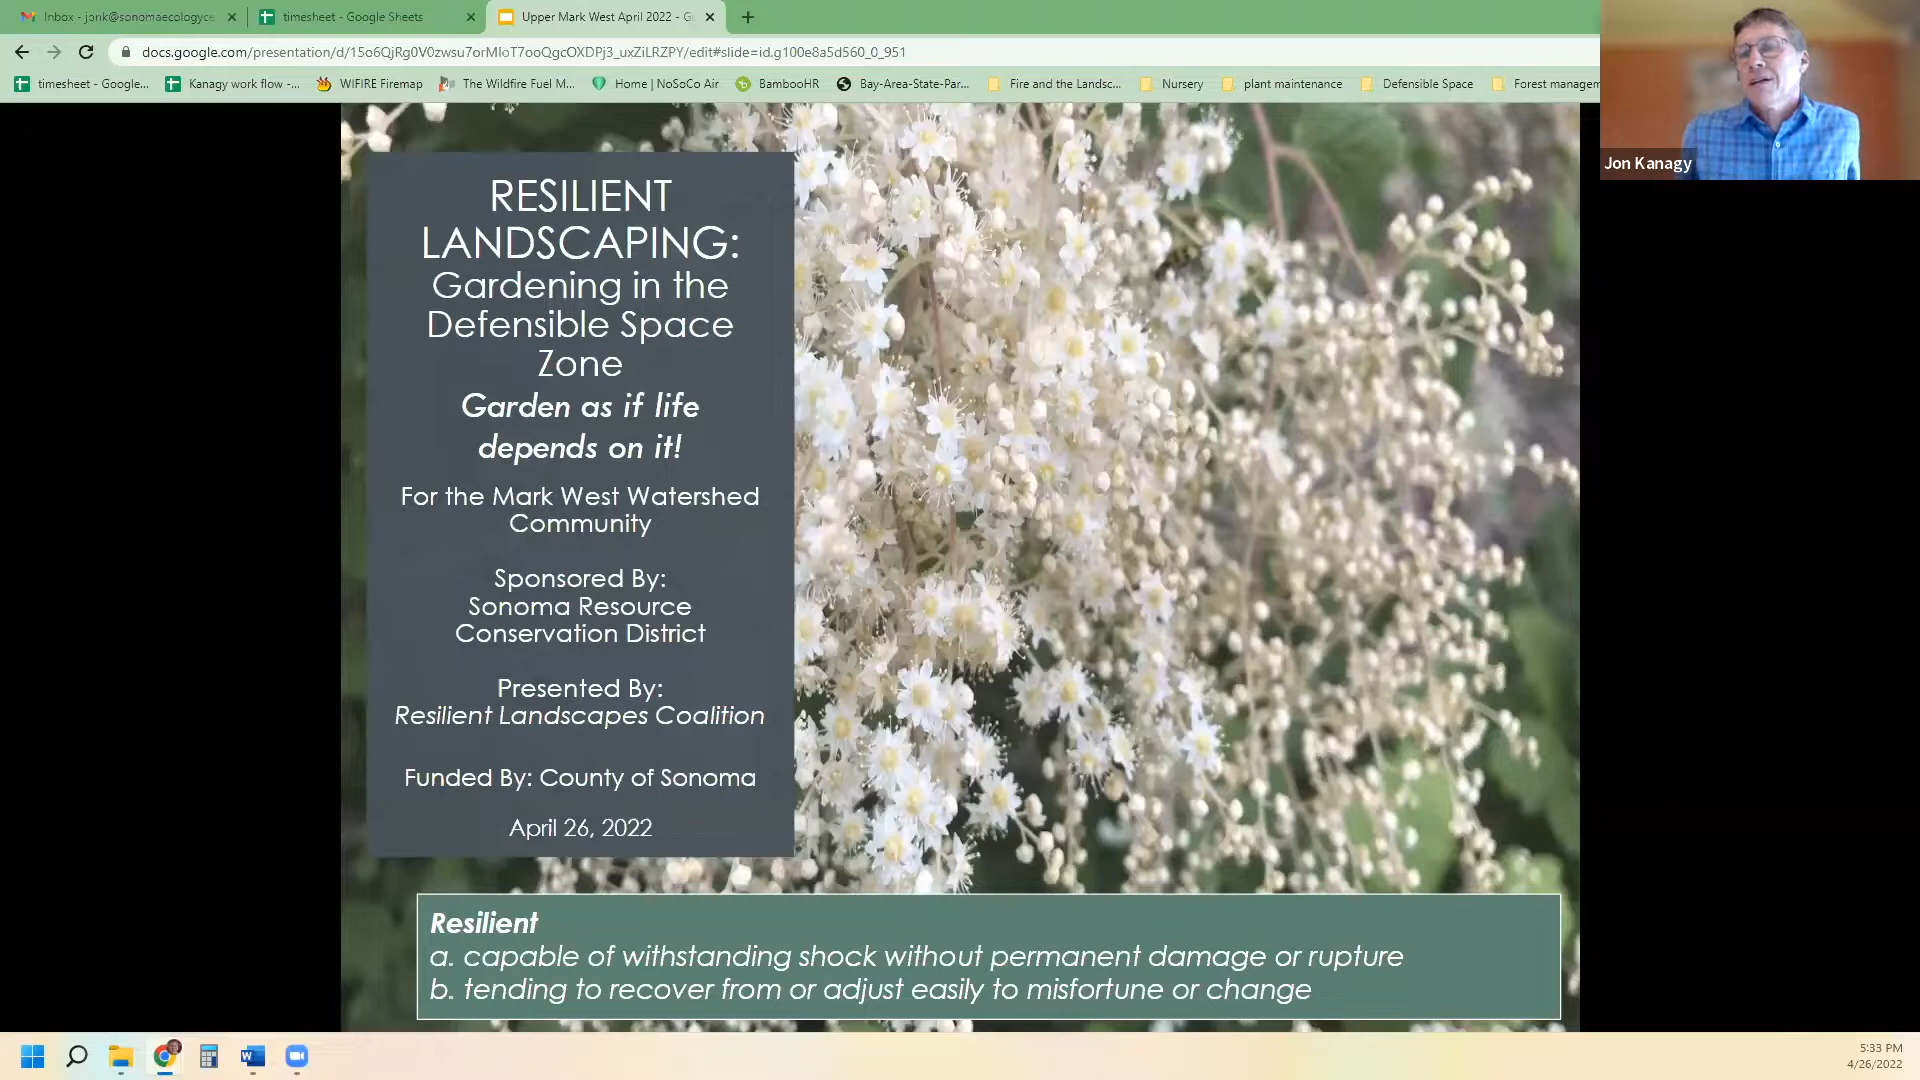 Inbox - jonk@sonomaecologyce
timesheet - Google Sheets
Upper Mark West April 2022 - G
docs.google.com/presentation/d/15o6QjRg0V0zwsu7orMIoT7ooQgcOXDPj3_uxZiLRZPY/edit#slide=id.g100e8a5d560_0_951
timesheet - Google...
Kanagy work flow -...
WIFIRE Firemap
The Wildfire Fuel M...
Home | NoSoCo Air
BambooHR
Bay-Area-State-Par...
Fire and the Landsc...
Nursery
plant maintenance
Defensible Space
Forest managem
Jon Kanagy
RESILIENT
LANDSCAPING:
Gardening in the
Defensible Space
Zone
Garden as if life
depends on it!
For the Mark West Watershed
Community
Sponsored By:
Sonoma Resource
Conservation District
Presented By:
Resilient Landscapes Coalition
Funded By: County of Sonoma
April 26, 2022
Resilient
a. capable of withstanding shock without permanent damage or rupture
b. tending to recover from or adjust easily to misfortune or change
5:33 PM
4/26/2022